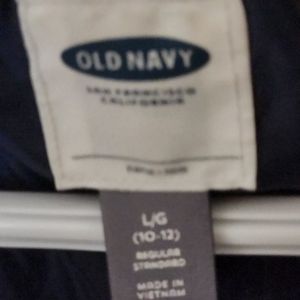 OLD NAVY
SAN FRANCISCO
CALIFORNIA
L/G
(10-12)
REGULAR
STANDARD
MADE IN
VIETNAM